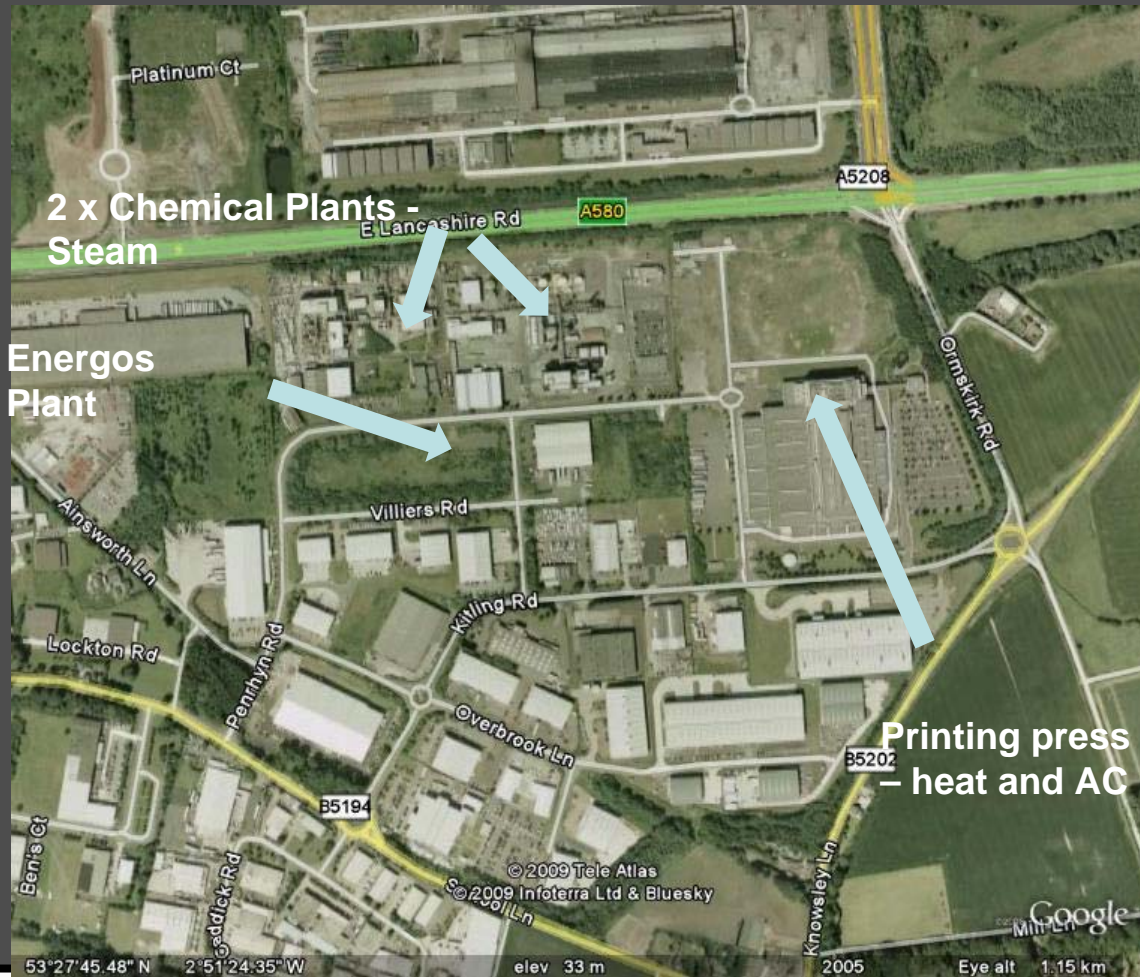 Platinum Ct
A5208
2 x Chemical Plants -
Steam
E Lancashire Rd
A580
Energos
Plant
Ormskirk Rd
Villiers Rd
Ainsworth Ln
Kitling Rd
Lockton Rd
Penrhyn Rd
Overbrook Ln
Printing press
– heat and AC
B5202
B5194
Ben's Ct
© 2009 Tele Atlas
© 2009 Infoterra Ltd & Bluesky
Knowsley Ln
Mill Ln
Google
53°27'45.48" N 2°51'24.35" W elev 33 m 2005 Eye alt 1.15 km